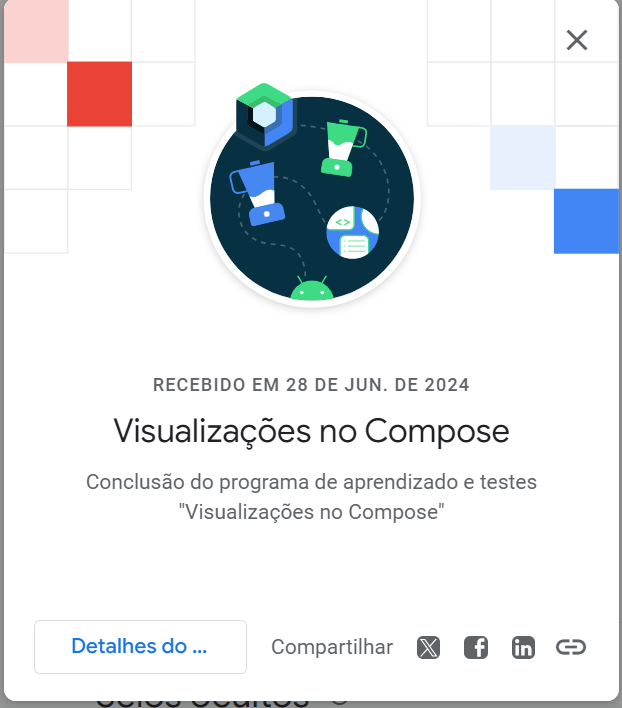 RECEBIDO EM 28 DE JUN. DE 2024
Visualizações no Compose
Conclusão do programa de aprendizado e testes
"Visualizações no Compose"
Detalhes do ...
Compartilhar